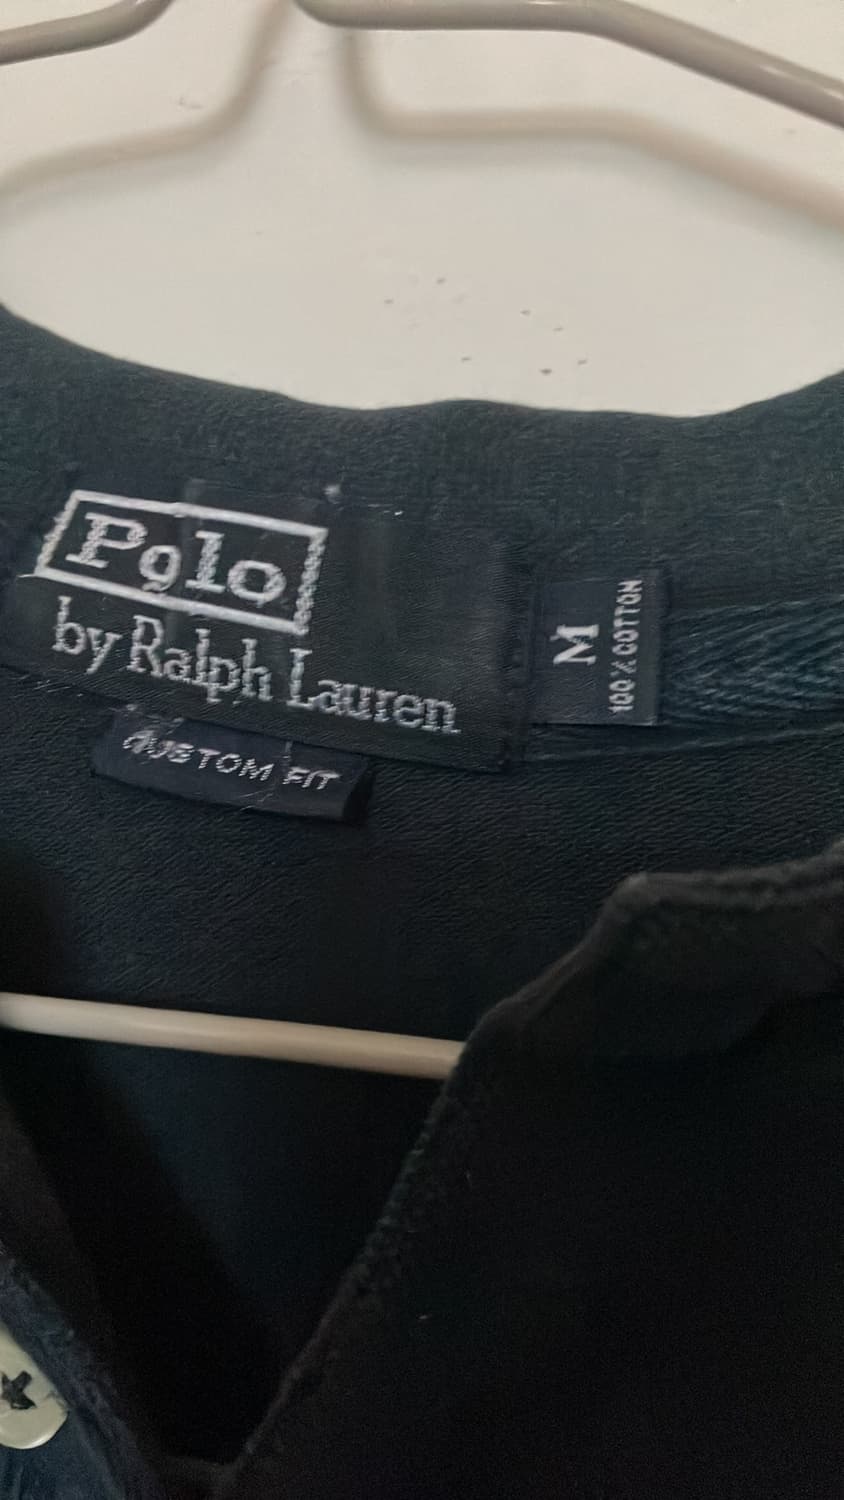 Polo
by Ralph Lauren
CUSTOM FIT
M
100% COTTON